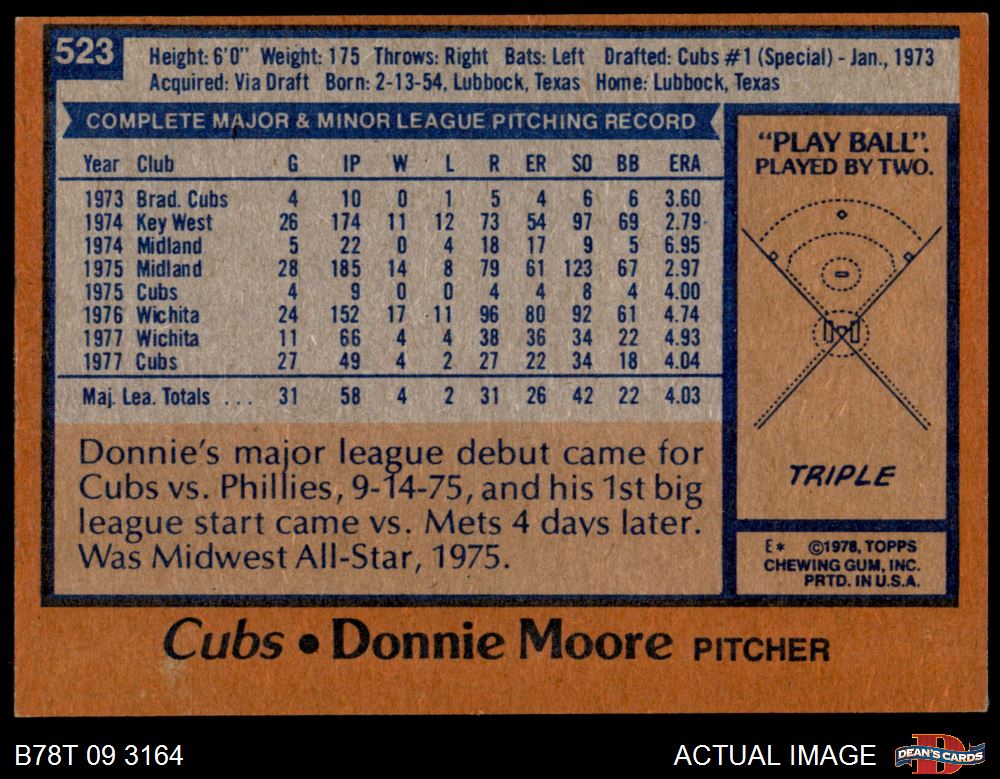 523
Height: 6'0" Weight: 175 Throws: Right Bats: Left Drafted: Cubs #1 (Special) - Jan., 1973
Acquired: Via Draft Born: 2-13-54, Lubbock, Texas Home: Lubbock, Texas
COMPLETE MAJOR & MINOR LEAGUE PITCHING RECORD
Year Club G IP W L R ER SO BB ERA
1973 Brad. Cubs 4 10 0 1 5 4 6 6 3.60
1974 Key West 26 174 11 12 73 54 97 69 2.79
1974 Midland 5 22 0 4 18 17 9 5 6.95
1975 Midland 28 185 14 8 79 61 123 67 2.97
1975 Cubs 4 9 0 0 4 4 8 4 4.00
1976 Wichita 24 152 17 11 96 80 92 61 4.74
1977 Wichita 11 66 4 4 38 36 34 22 4.93
1977 Cubs 27 49 4 2 27 22 34 18 4.04
Maj. Lea. Totals . . . 31 58 4 2 31 26 42 22 4.03
Donnie's major league debut came for
Cubs vs. Phillies, 9-14-75, and his 1st big
league start came vs. Mets 4 days later.
Was Midwest All-Star, 1975.
"PLAY BALL".
PLAYED BY TWO.
TRIPLE
E* ©1978, TOPPS
CHEWING GUM, INC.
PRTD. IN U.S.A.
Cubs • Donnie Moore PITCHER
B78T 09 3164
ACTUAL IMAGE
D
DEAN'S CARDS